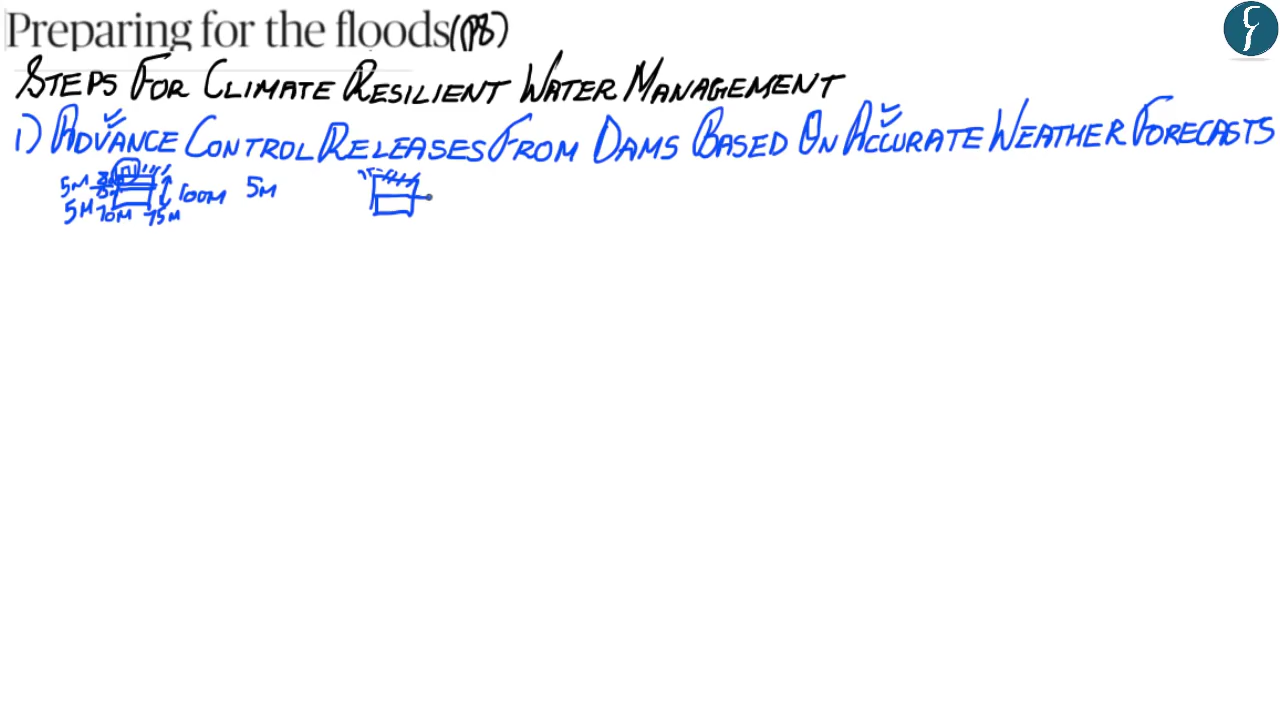 Preparing for the floods (P8)
STEPS FOR CLIMATE RESILIENT WATER MANAGEMENT
1) ADVANCE CONTROL RELEASES FROM DAMS BASED ON ACCURATE WEATHER FORECASTS
5M 100M 5M
5M 70M 75M